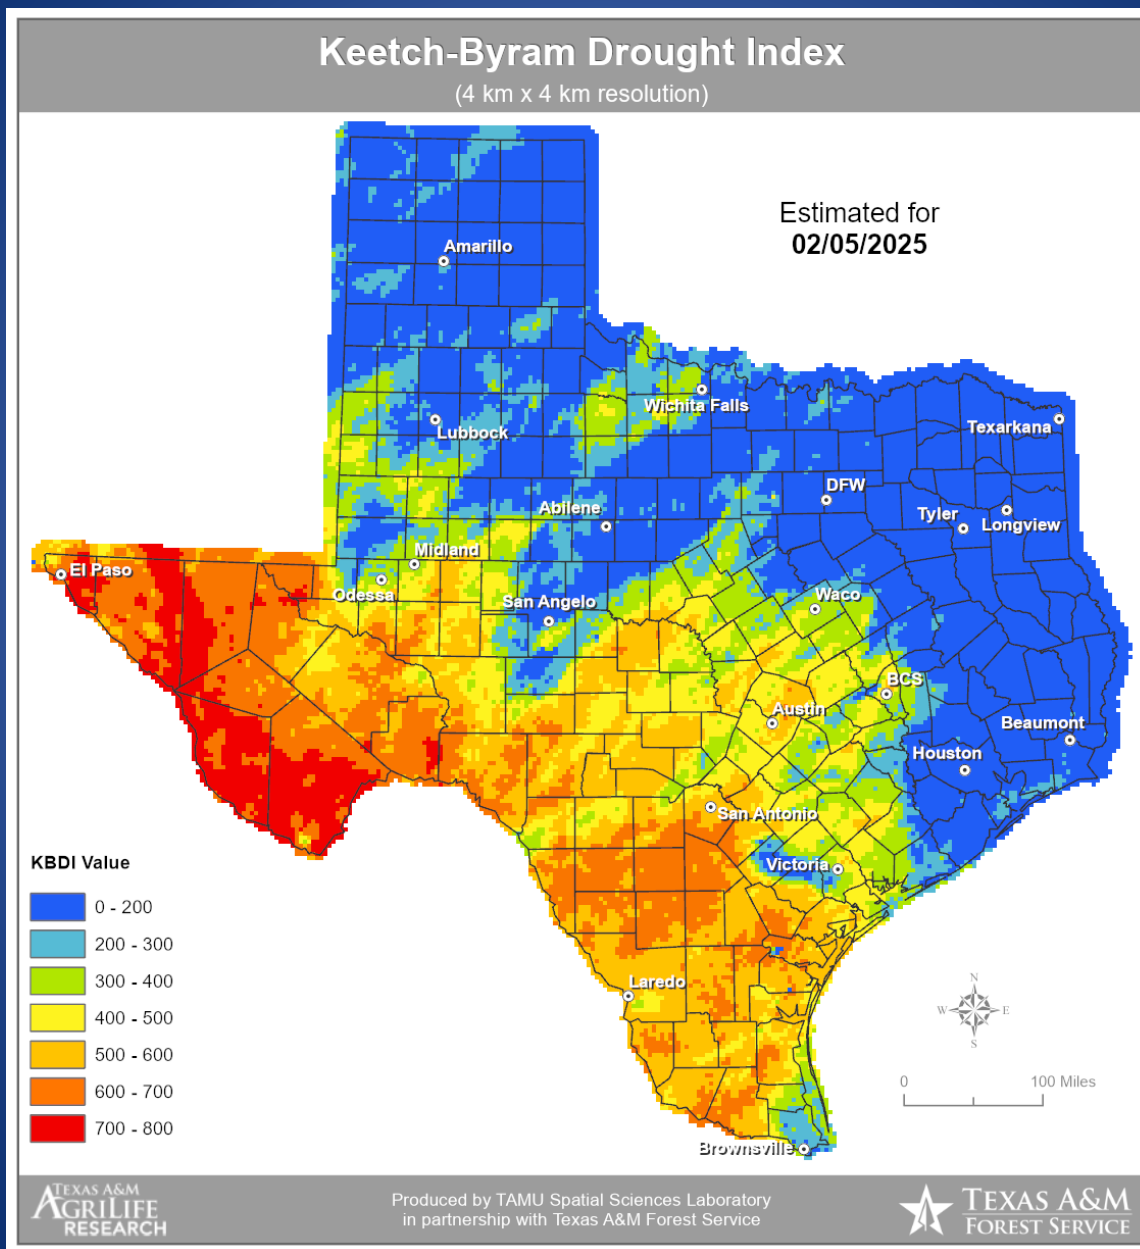 Keetch-Byram Drought Index
(4 km x 4 km resolution)
Estimated for
02/05/2025
Amarillo
Wichita Falls
Lubbock
Texarkana
DFW
Abilene
Tyler
Longview
Midland
El Paso
Odessa
San Angelo
Waco
BCS
Austin
Beaumont
Houston
San Antonio
Victoria
Laredo
Brownsville
KBDI Value
0 - 200
200 - 300
300 - 400
400 - 500
500 - 600
600 - 700
700 - 800
N
W E
S
0 100 Miles
TEXAS A&M
AGRILIFE
RESEARCH
Produced by TAMU Spatial Sciences Laboratory
in partnership with Texas A&M Forest Service
TEXAS A&M
FOREST SERVICE